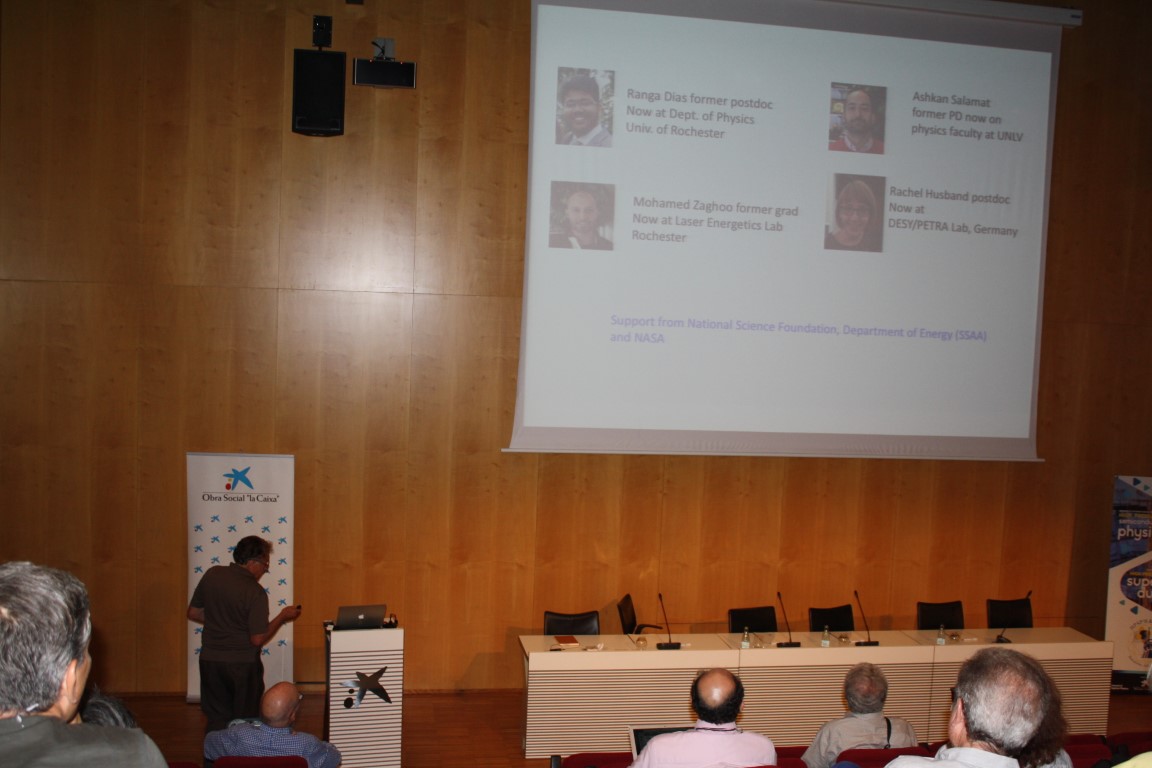 Ranga Dias former postdoc
Now at Dept. of Physics
Univ. of Rochester
Ashkan Salamat
former PD now on
physics faculty at UNLV
Mohamed Zaghoo former grad
Now at Laser Energetics Lab
Rochester
Rachel Husband postdoc
Now at
DESY/PETRA Lab, Germany
Support from National Science Foundation, Department of Energy (SSAA)
and NASA
Obra Social "la Caixa"